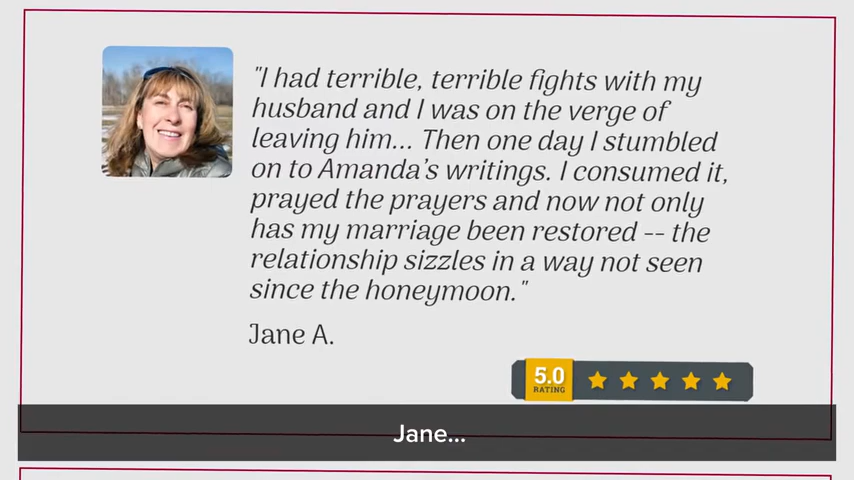 "I had terrible, terrible fights with my
husband and I was on the verge of
leaving him... Then one day I stumbled
on to Amanda's writings. I consumed it,
prayed the prayers and now not only
has my marriage been restored -- the
relationship sizzles in a way not seen
since the honeymoon."
Jane A.
5.0
RATING
Jane...